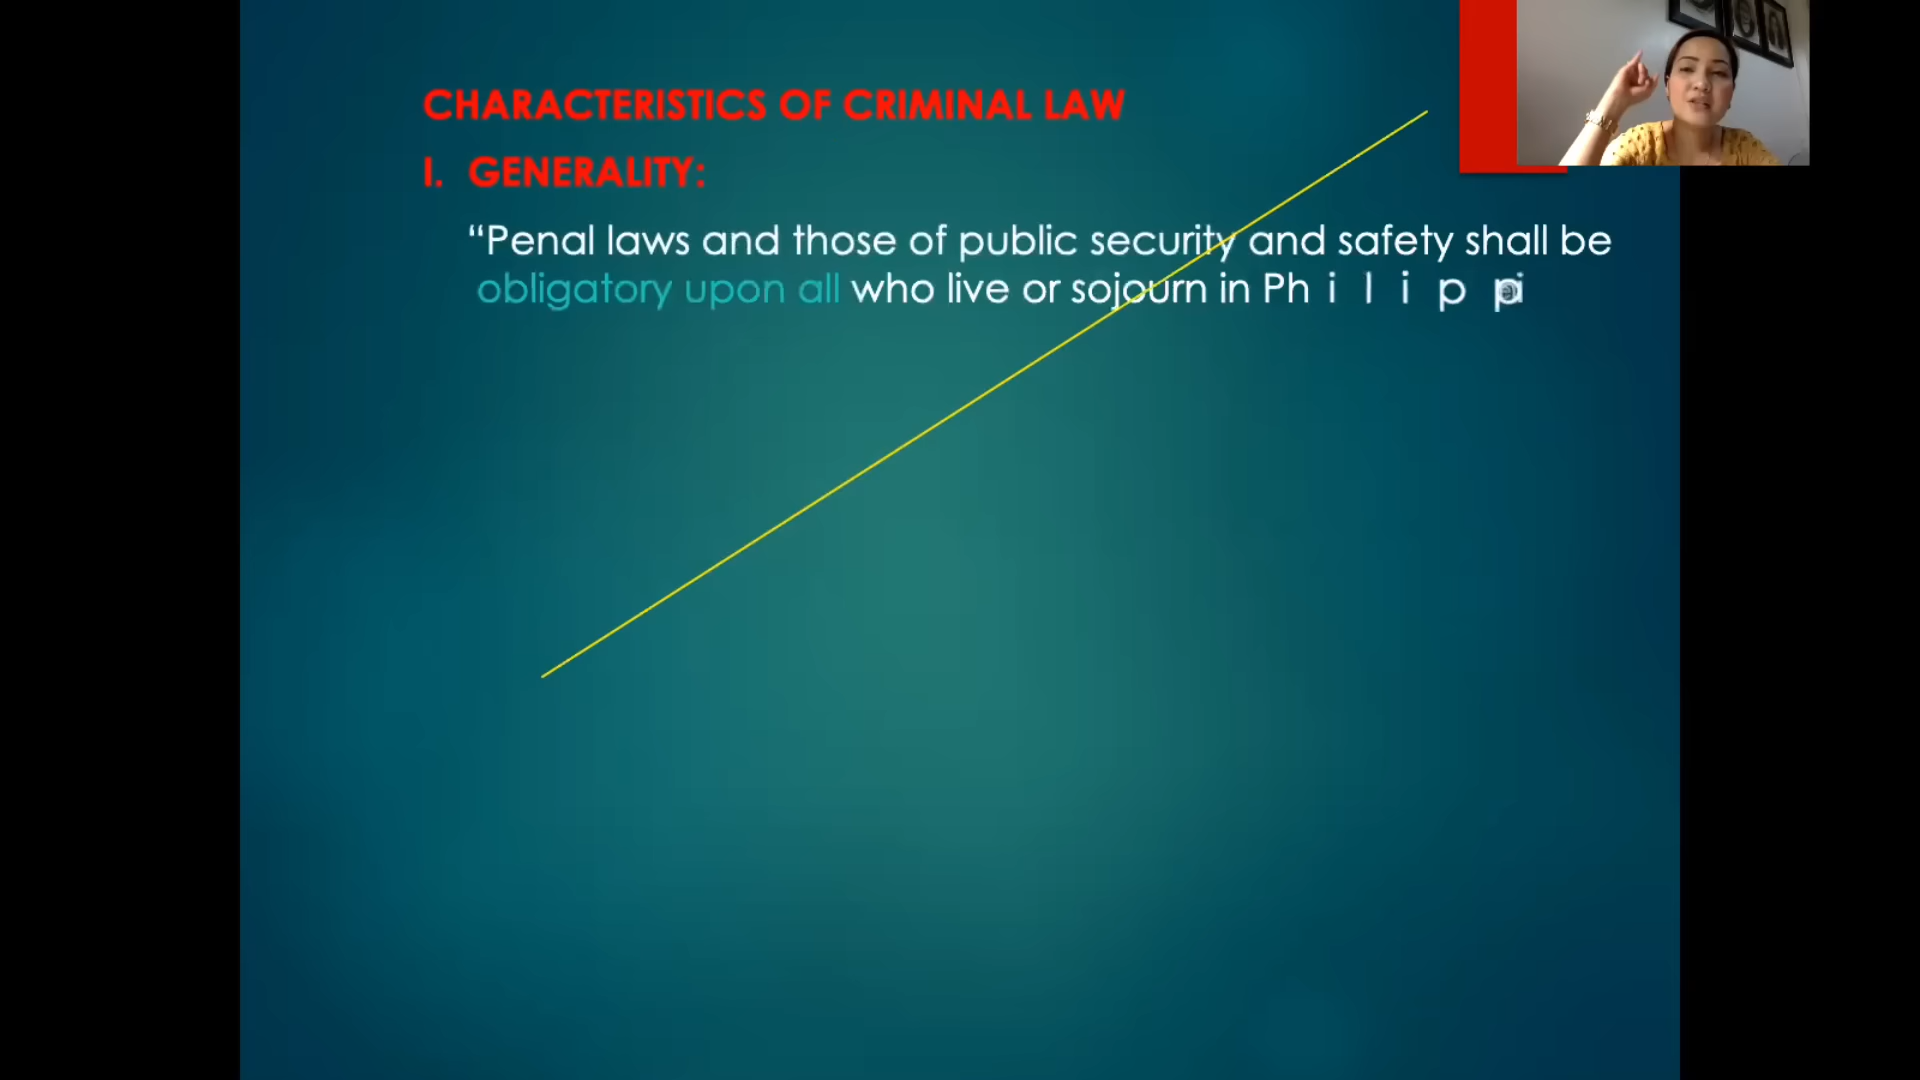 CHARACTERISTICS OF CRIMINAL LAW
I. GENERALITY:
“Penal laws and those of public security and safety shall be
obligatory upon all who live or sojourn in Ph i l i p